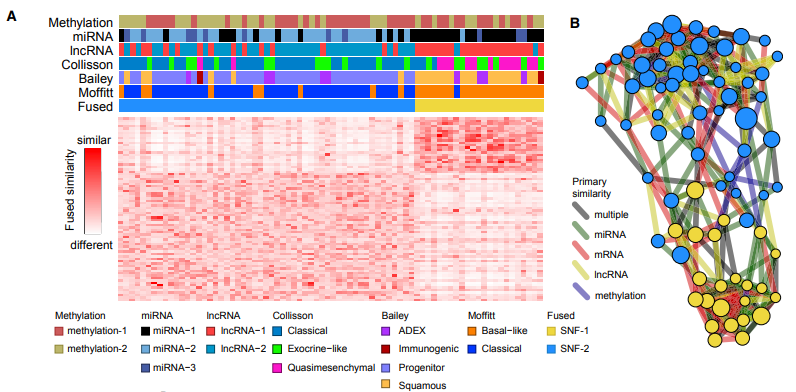 A
Methylation
miRNA
lncRNA
Collisson
Bailey
Moffitt
Fused
similar
Fused similarity
different
Methylation
methylation-1
methylation-2
miRNA
miRNA-1
miRNA-2
miRNA-3
lncRNA
lncRNA-1
lncRNA-2
Collisson
Classical
Exocrine-like
Quasimesenchymal
Bailey
ADEX
Immunogenic
Progenitor
Squamous
Moffitt
Basal-like
Classical
Fused
SNF-1
SNF-2
B
Primary
similarity
multiple
miRNA
mRNA
lncRNA
methylation